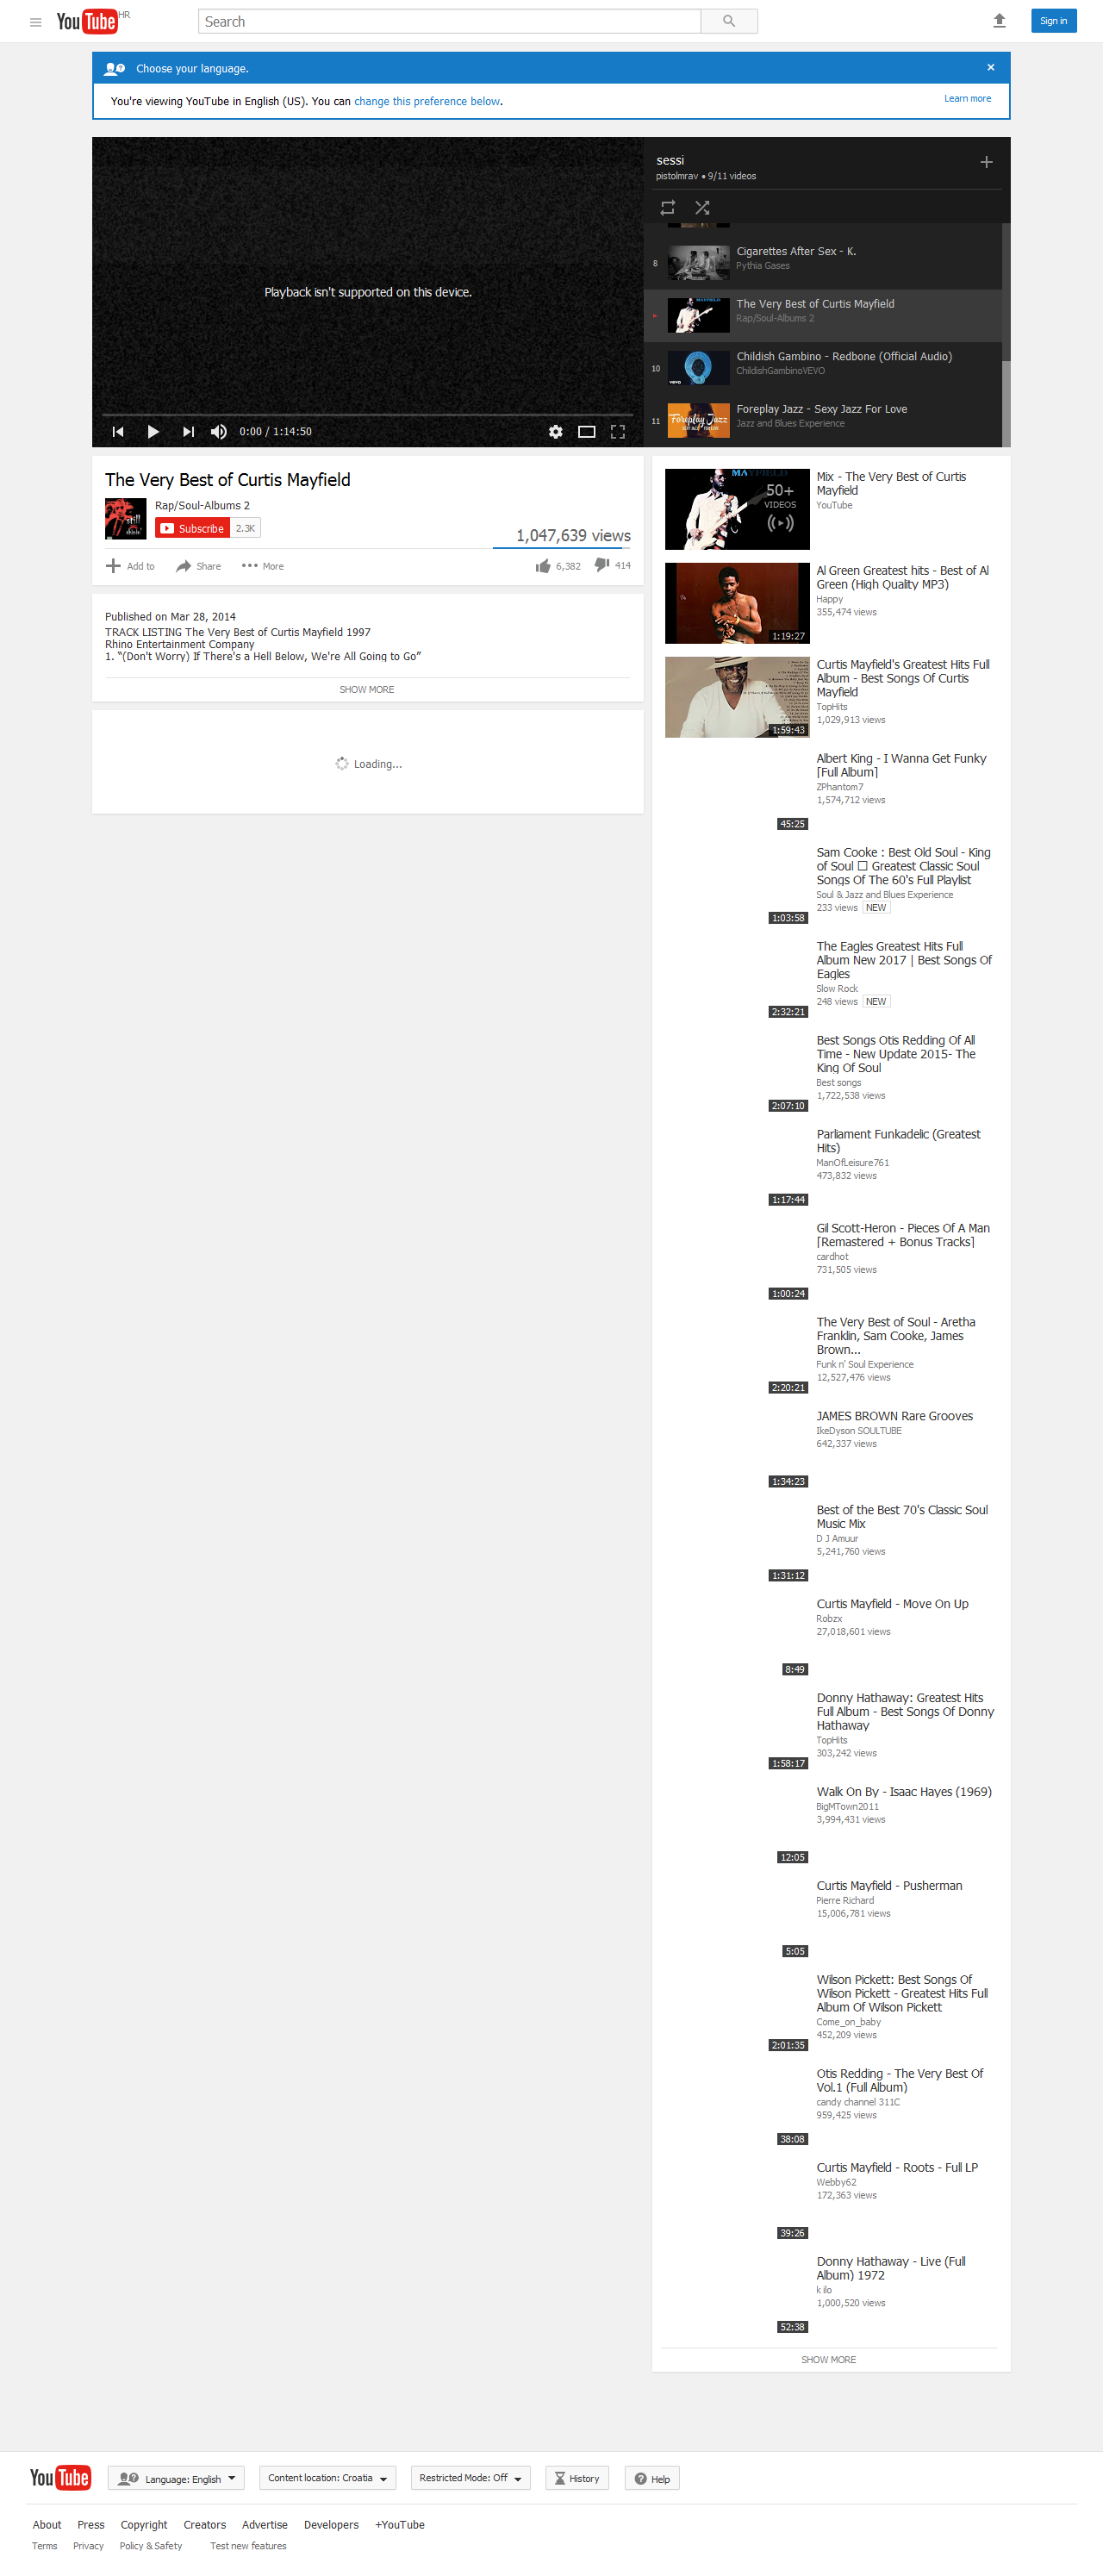 YouTube HR
Search
Sign in
Choose your language.
×
You're viewing YouTube in English (US). You can change this preference below.
Learn more
Playback isn't supported on this device.
0:00 / 1:14:50
sessi
pistolmrav • 9/11 videos
8
Cigarettes After Sex - K.
Pythia Gases
The Very Best of Curtis Mayfield
Rap/Soul-Albums 2
10
Childish Gambino - Redbone (Official Audio)
ChildishGambinoVEVO
11
Foreplay Jazz - Sexy Jazz For Love
Jazz and Blues Experience
The Very Best of Curtis Mayfield
Rap/Soul-Albums 2
Subscribe 2.3K
1,047,639 views
Add to
Share
More
6,382
414
Published on Mar 28, 2014
TRACK LISTING The Very Best of Curtis Mayfield 1997
Rhino Entertainment Company
1. “(Don't Worry) If There's a Hell Below, We're All Going to Go”
SHOW MORE
Loading...
50+
VIDEOS
Mix - The Very Best of Curtis
Mayfield
YouTube
1:19:27
Al Green Greatest hits - Best of Al
Green (High Quality MP3)
Happy
355,474 views
1:59:43
Curtis Mayfield's Greatest Hits Full
Album - Best Songs Of Curtis
Mayfield
TopHits
1,029,913 views
45:25
Albert King - I Wanna Get Funky
[Full Album]
ZPhantom7
1,574,712 views
1:03:58
Sam Cooke : Best Old Soul - King
of Soul □ Greatest Classic Soul
Songs Of The 60's Full Playlist
Soul & Jazz and Blues Experience
233 views NEW
2:32:21
The Eagles Greatest Hits Full
Album New 2017 | Best Songs Of
Eagles
Slow Rock
248 views NEW
2:07:10
Best Songs Otis Redding Of All
Time - New Update 2015- The
King Of Soul
Best songs
1,722,538 views
1:17:44
Parliament Funkadelic (Greatest
Hits)
ManOfLeisure761
473,832 views
1:00:24
Gil Scott-Heron - Pieces Of A Man
[Remastered + Bonus Tracks]
cardhot
731,505 views
2:20:21
The Very Best of Soul - Aretha
Franklin, Sam Cooke, James
Brown...
Funk n' Soul Experience
12,527,476 views
1:34:23
JAMES BROWN Rare Grooves
IkeDyson SOULTUBE
642,337 views
1:31:12
Best of the Best 70's Classic Soul
Music Mix
D J Amuur
5,241,760 views
8:49
Curtis Mayfield - Move On Up
Robzx
27,018,601 views
1:58:17
Donny Hathaway: Greatest Hits
Full Album - Best Songs Of Donny
Hathaway
TopHits
303,242 views
12:05
Walk On By - Isaac Hayes (1969)
BigMTown2011
3,994,431 views
5:05
Curtis Mayfield - Pusherman
Pierre Richard
15,006,781 views
2:01:35
Wilson Pickett: Best Songs Of
Wilson Pickett - Greatest Hits Full
Album Of Wilson Pickett
Come_on_baby
452,209 views
38:08
Otis Redding - The Very Best Of
Vol.1 (Full Album)
candy channel 311C
959,425 views
39:26
Curtis Mayfield - Roots - Full LP
Webby62
172,363 views
52:38
Donny Hathaway - Live (Full
Album) 1972
k ilo
1,000,520 views
SHOW MORE
YouTube
Language: English
Content location: Croatia
Restricted Mode: Off
History
Help
About Press Copyright Creators Advertise Developers +YouTube
Terms Privacy Policy & Safety Test new features